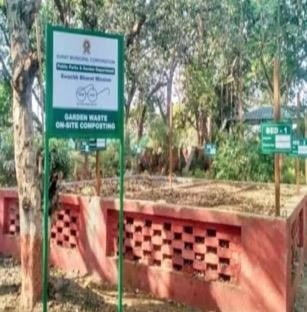 SURAT MUNICIPAL CORPORATION
Public Parks & Garden Department
Swachh Bharat Mission
GARDEN WASTE
ON-SITE COMPOSTING
BED - 1